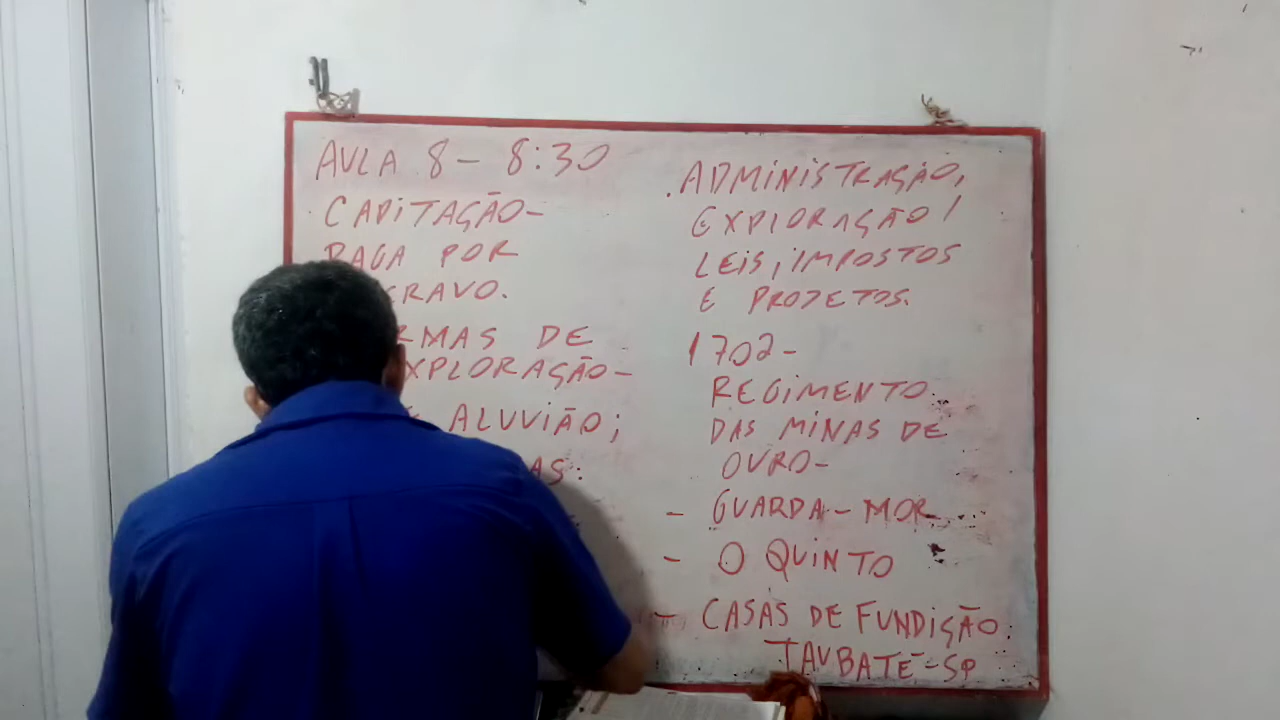 AULA 8 - 8:30
CAPITAÇÃO-
PAGA POR
CRAVO.
RMAS DE
XPLORAÇÃO-
ALUVIÃO;
AS:
. ADMINISTRAÇÃO,
EXPLORAÇÃO /
LEIS, IMPOSTOS
E PROJETOS.
1702-
REGIMENTO
DAS MINAS DE
OURO-
- GUARDA-MOR
- O QUINTO
- CASAS DE FUNDIÇÃO:
TAUBATÉ-SP